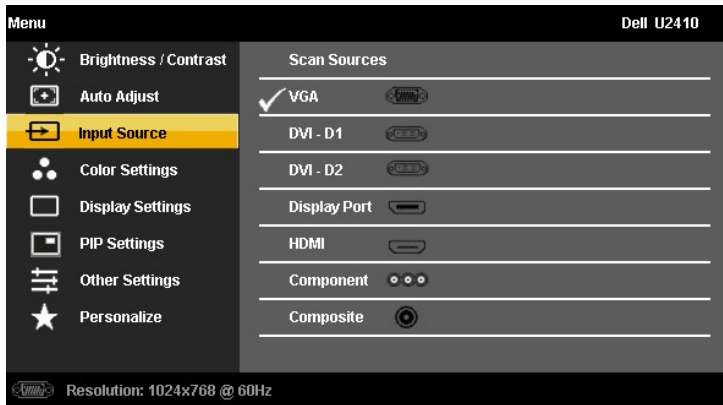 Menu Dell U2410
Brightness / Contrast Scan Sources
Auto Adjust VGA
Input Source DVI - D1
Color Settings DVI - D2
Display Settings Display Port
PIP Settings HDMI
Other Settings Component
Personalize Composite
Resolution: 1024x768 @ 60Hz